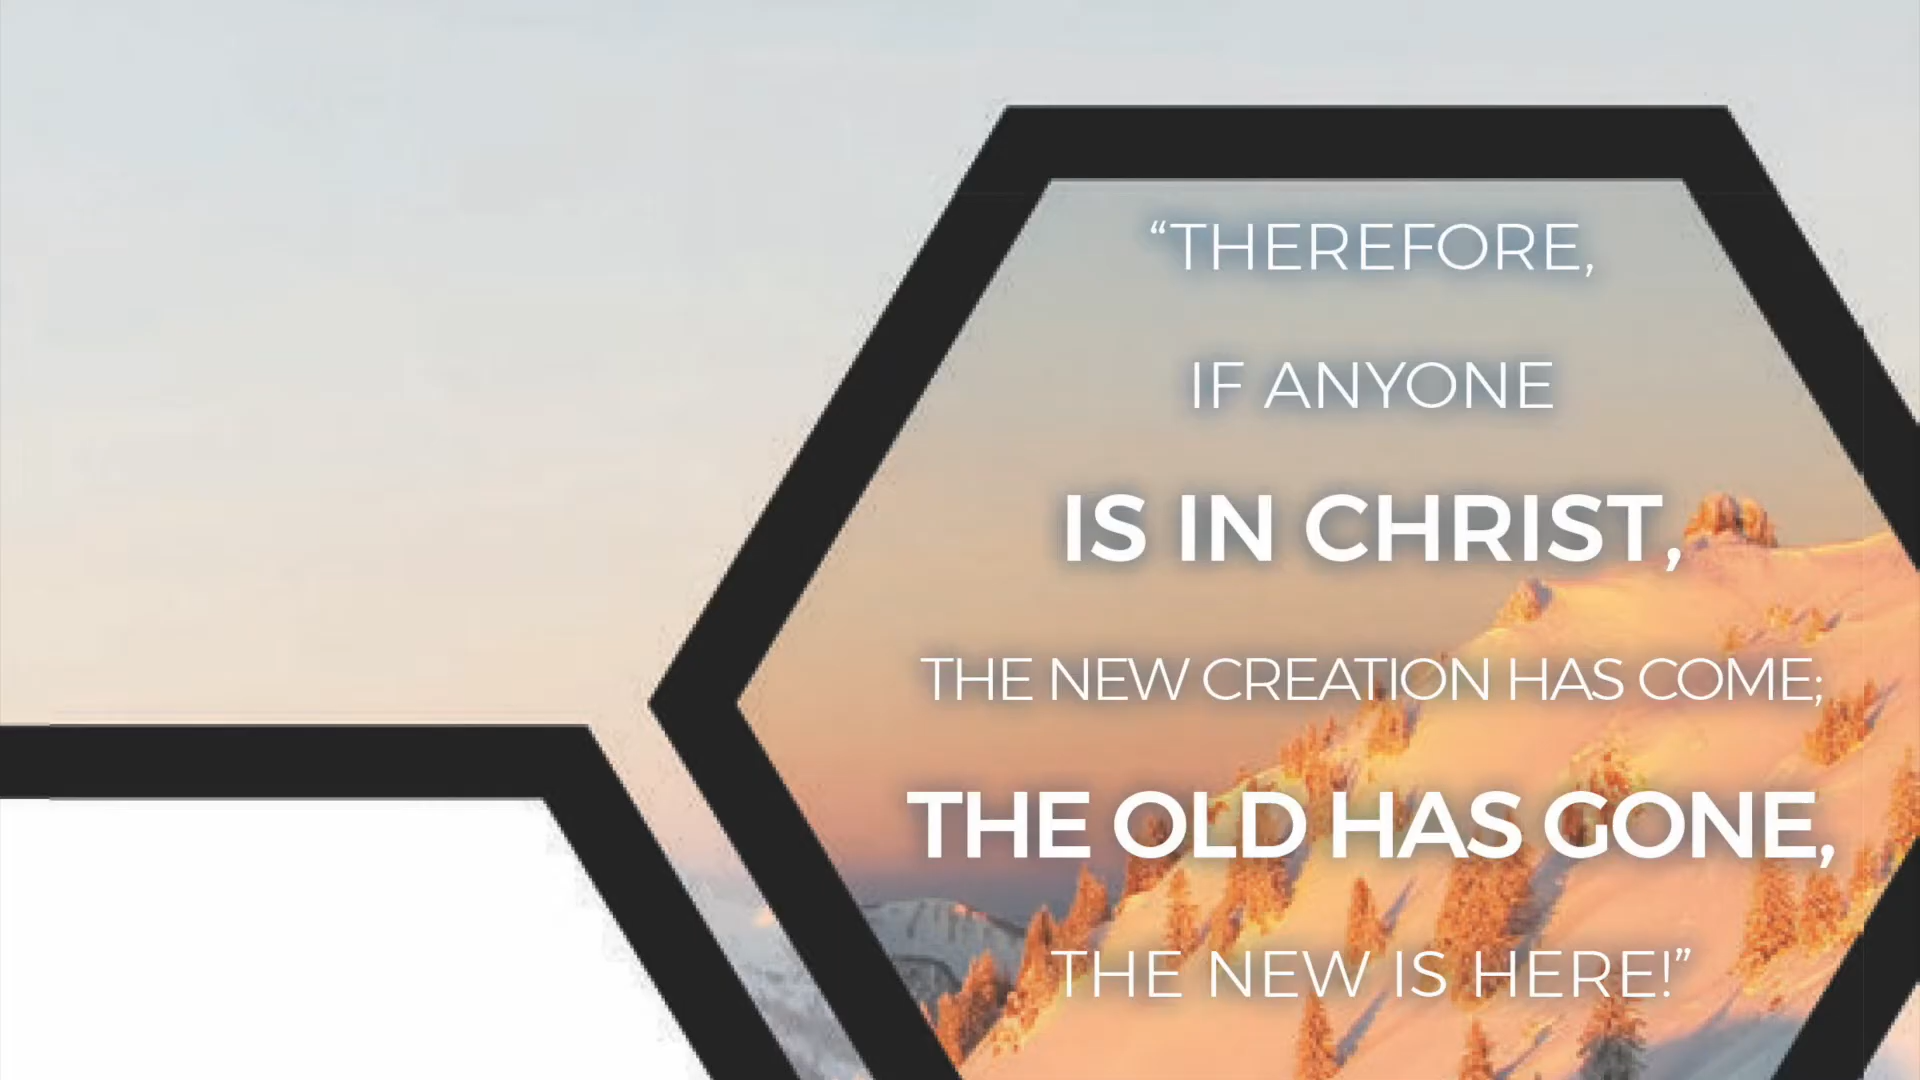 “THEREFORE,
IF ANYONE
IS IN CHRIST,
THE NEW CREATION HAS COME;
THE OLD HAS GONE,
THE NEW IS HERE!”